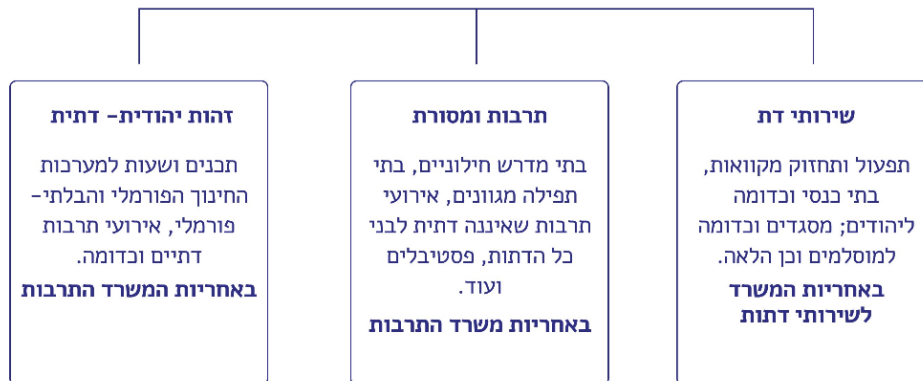 שירותי דת
תפעול ותחזוק מקוואות,
בתי כנסי וכדומה
ליהודים; מסגדים וכדומה
למוסלמים וכן הלאה.
באחריות המשרד
לשירותי דתות
תרבות ומסורת
בתי מדרש חילוניים, בתי
תפילה מגוונים, אירועי
תרבות שאיננה דתית לבני
כל הדתות, פסטיבלים
ועוד.
באחריות משרד התרבות
זהות יהודית- דתית
תכנים ושעות למערכות
החינוך הפורמלי והבלתי-
פורמלי, אירועי תרבות
דתיים וכדומה.
באחריות המשרד התרבות